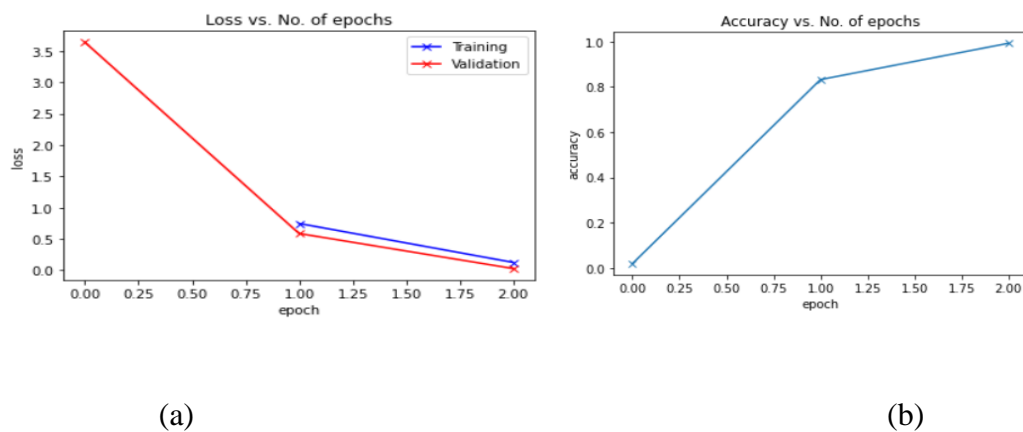 Loss vs. No. of epochs
3.5
3.0
2.5
2.0
1.5
1.0
0.5
0.0
loss
Training
Validation
0.00 0.25 0.50 0.75 1.00 1.25 1.50 1.75 2.00
epoch
(a)
Accuracy vs. No. of epochs
1.0
0.8
0.6
0.4
0.2
0.0
accuracy
0.00 0.25 0.50 0.75 1.00 1.25 1.50 1.75 2.00
epoch
(b)